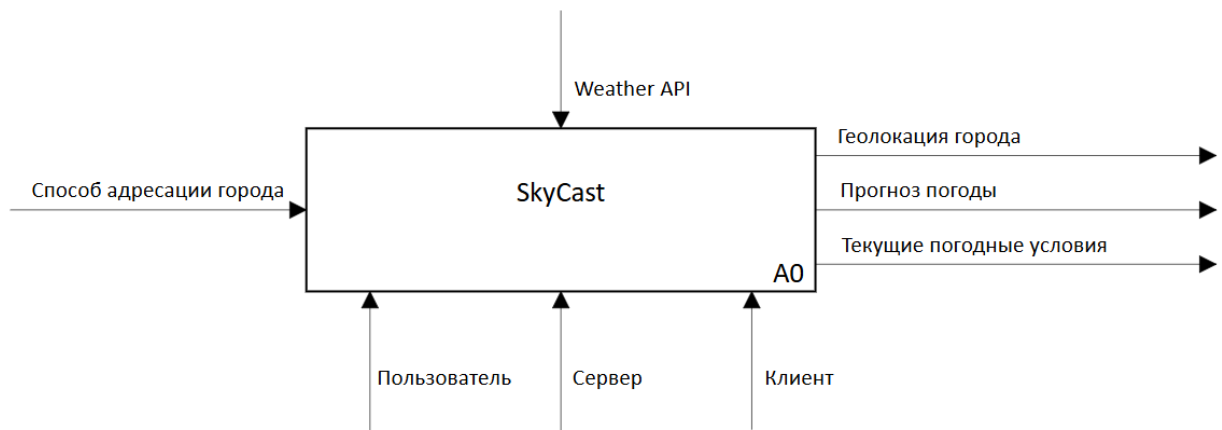 Weather API
Геолокация города
Способ адресации города
SkyCast
Прогноз погоды
Текущие погодные условия
A0
Пользователь
Сервер
Клиент